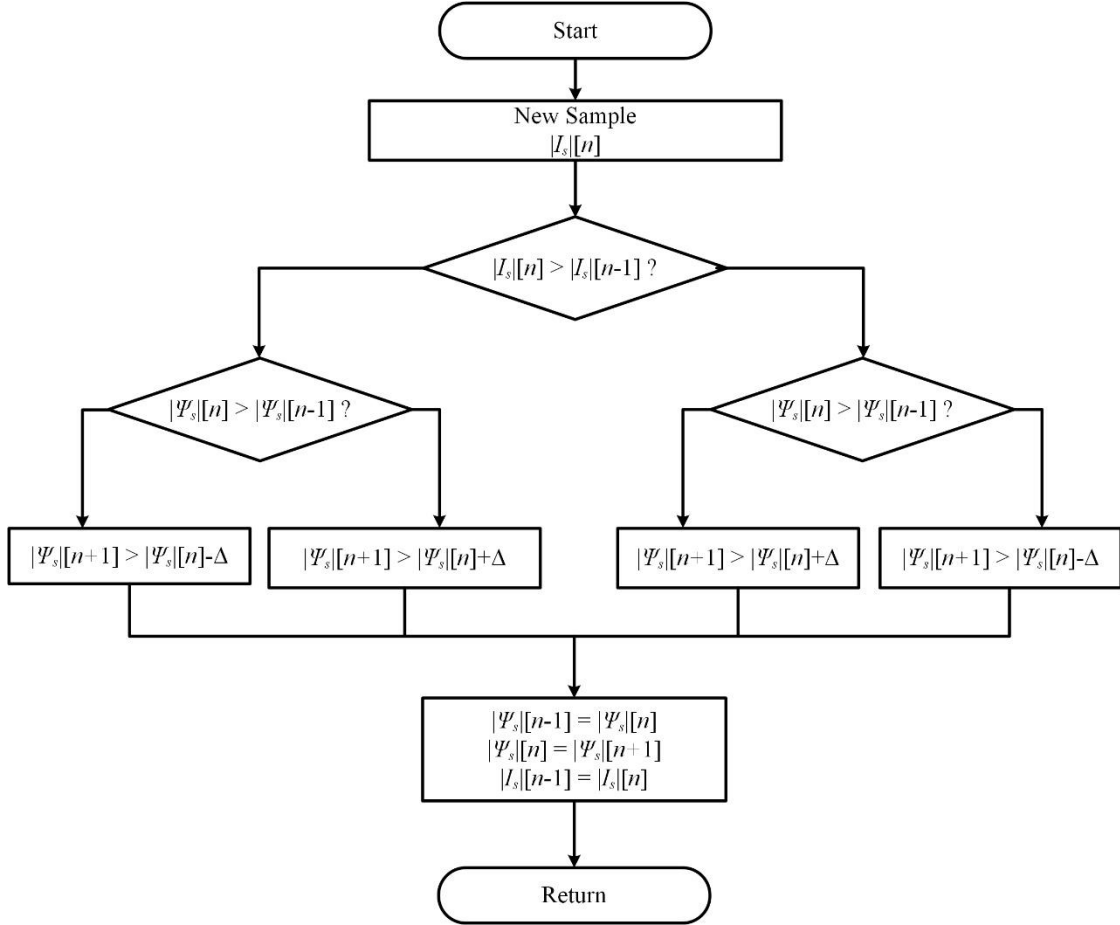 Start
New Sample
|Iₛ|[n]
|Iₛ|[n] > |Iₛ|[n-1] ?
|Ψₛ|[n] > |Ψₛ|[n-1] ?
|Ψₛ|[n] > |Ψₛ|[n-1] ?
|Ψₛ|[n+1] > |Ψₛ|[n]-Δ
|Ψₛ|[n+1] > |Ψₛ|[n]+Δ
|Ψₛ|[n+1] > |Ψₛ|[n]+Δ
|Ψₛ|[n+1] > |Ψₛ|[n]-Δ
|Ψₛ|[n-1] = |Ψₛ|[n]
|Ψₛ|[n] = |Ψₛ|[n+1]
|Iₛ|[n-1] = |Iₛ|[n]
Return